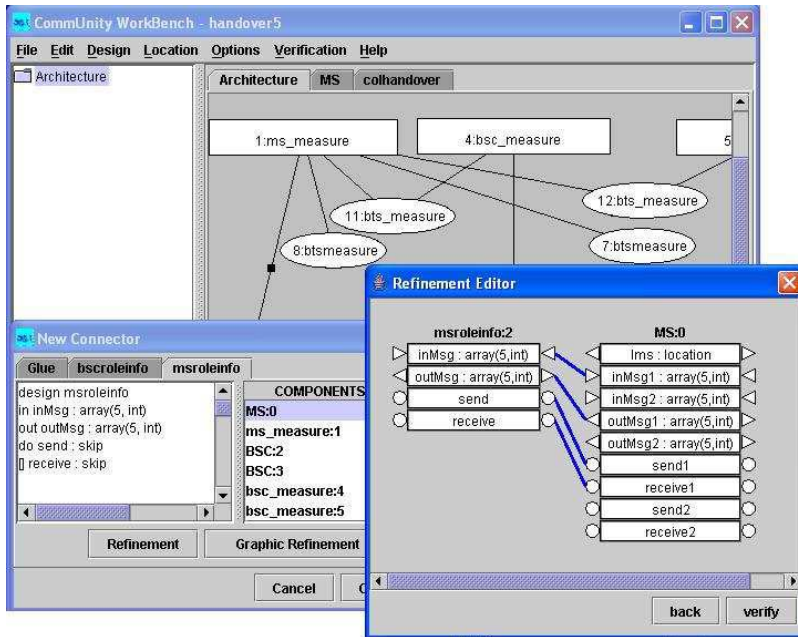 CommUnity WorkBench - handover5
File Edit Design Location Options Verification Help
Architecture
Architecture MS colhandover
1:ms_measure
4:bsc_measure
5
12:bts_measure
11:bts_measure
8:btsmeasure
7:btsmeasure
New Connector
Glue bscroleinfo msroleinfo
design msroleinfo
in inMsg : array(5, int)
out outMsg : array(5, int)
do send : skip
[] receive : skip
COMPONENTS
MS:0
ms_measure:1
BSC:2
BSC:3
bsc_measure:4
bsc_measure:5
Refinement Graphic Refinement
Cancel
Refinement Editor
msroleinfo:2
inMsg : array(5,int)
outMsg : array(5,int)
send
receive
MS:0
lms : location
inMsg1 : array(5,int)
inMsg2 : array(5,int)
outMsg1 : array(5,int)
outMsg2 : array(5,int)
send1
receive1
send2
receive2
back verify